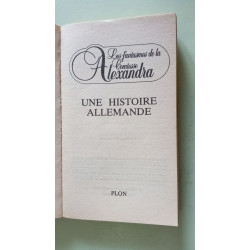 Les fantasmes de la
Comtesse
Alexandra
UNE HISTOIRE
ALLEMANDE
PLON